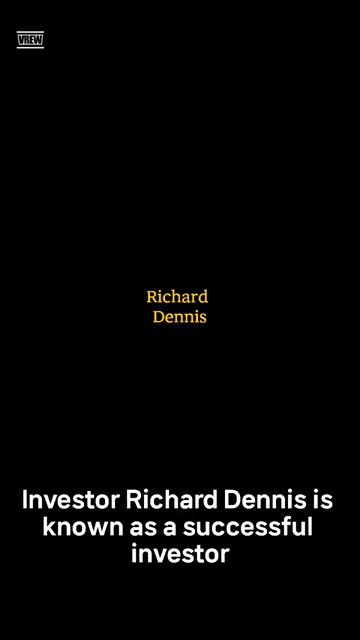 VREW
Richard
Dennis
Investor Richard Dennis is
known as a successful
investor